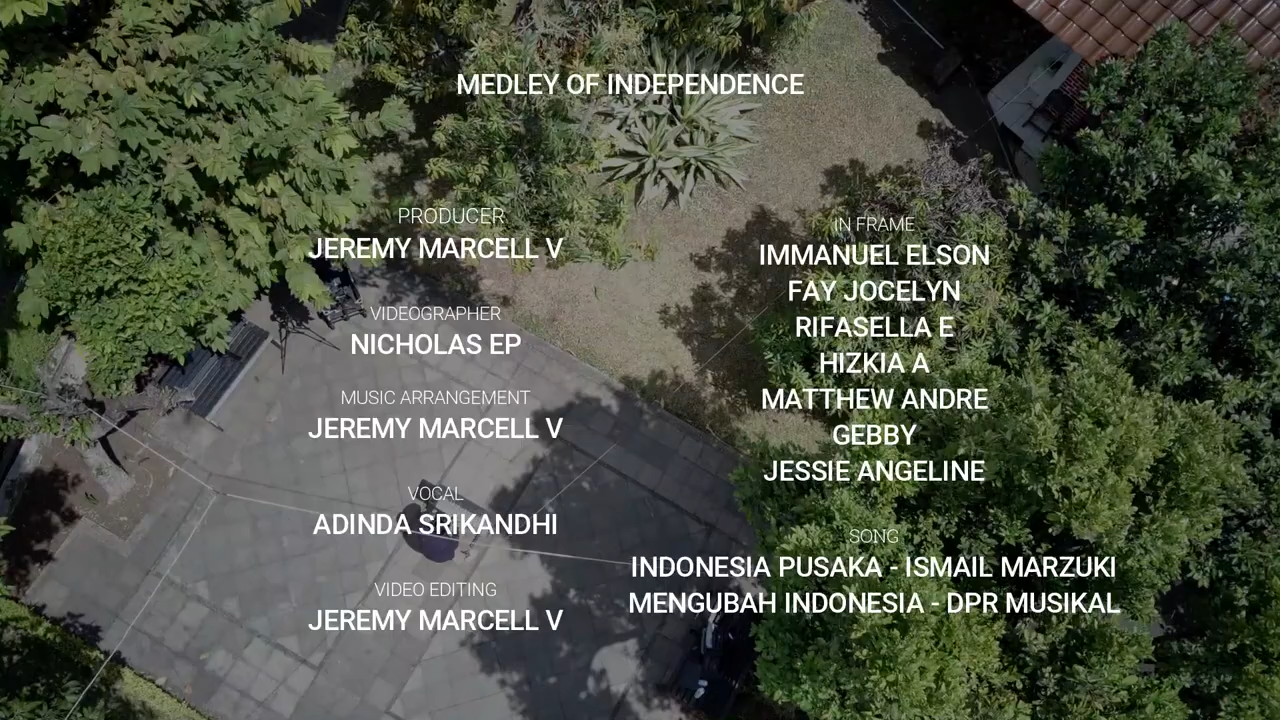 MEDLEY OF INDEPENDENCE
PRODUCER
JEREMY MARCELL V
VIDEOGRAPHER
NICHOLAS EP
MUSIC ARRANGEMENT
JEREMY MARCELL V
VOCAL
ADINDA SRIKANDHI
VIDEO EDITING
JEREMY MARCELL V
IN FRAME
IMMANUEL ELSON
FAY JOCELYN
RIFASELLA E
HIZKIA A
MATTHEW ANDRE
GEBBY
JESSIE ANGELINE
SONG
INDONESIA PUSAKA - ISMAIL MARZUKI
MENGUBAH INDONESIA - DPR MUSIKAL